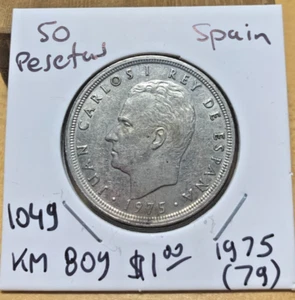 50 Spain
Pesetas
JUAN CARLOS I REY DE ESPAÑA
1975
1049
KM 809 $1.00 1975
(79)